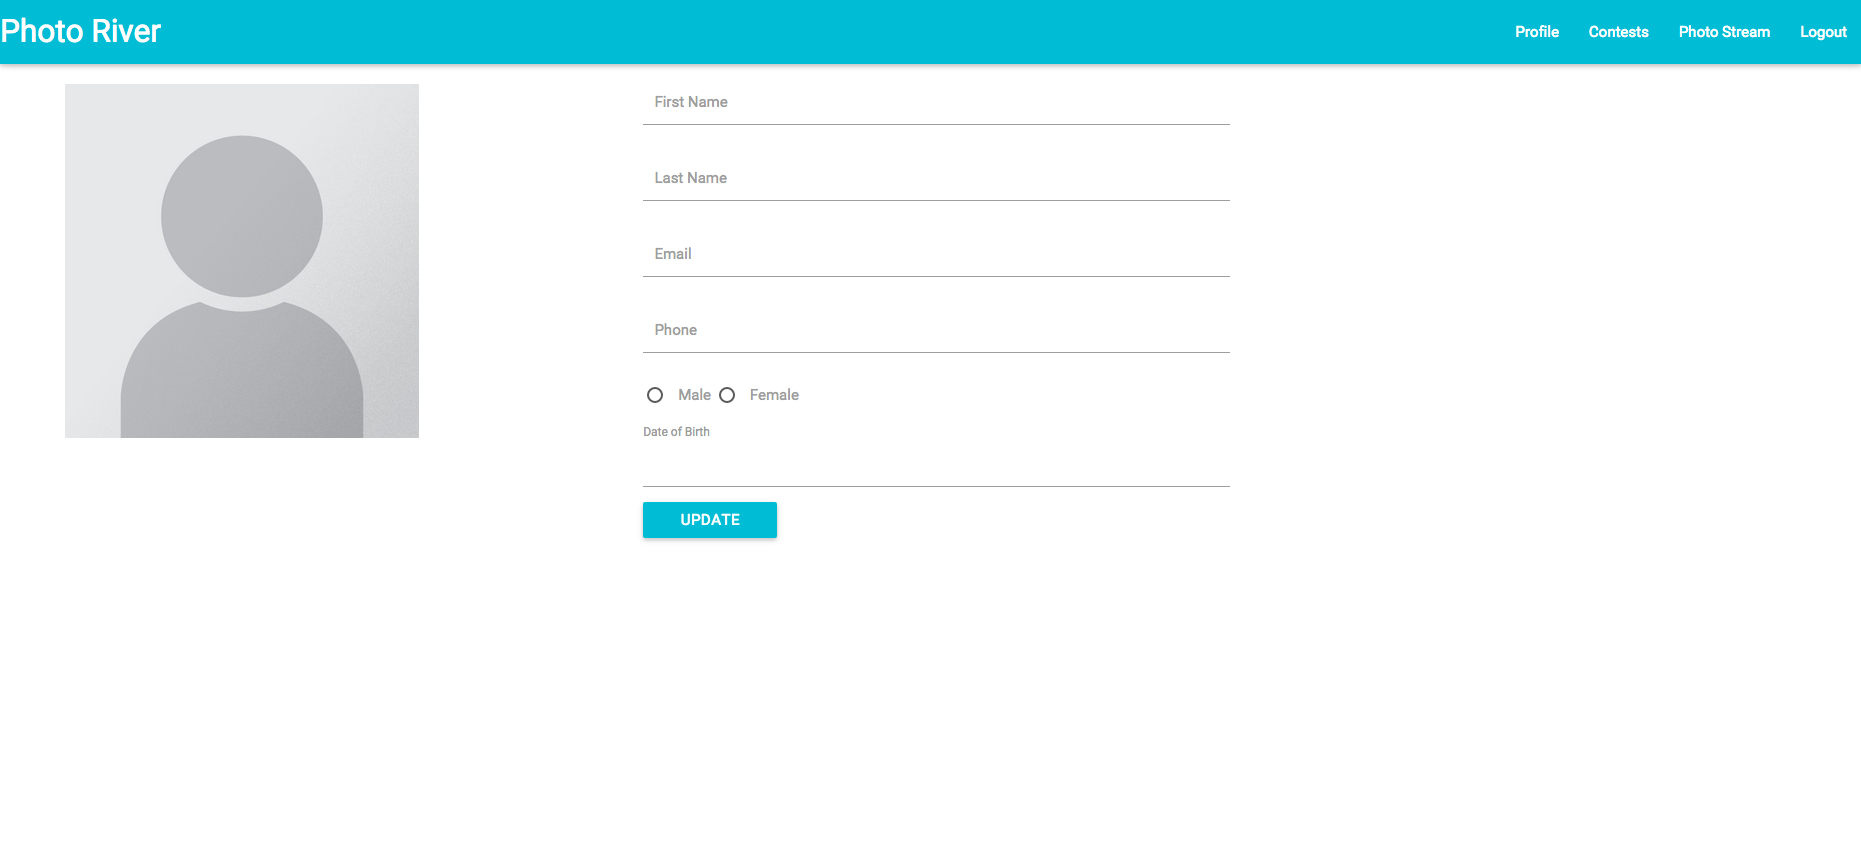 Photo River
Profile Contests Photo Stream Logout
First Name
Last Name
Email
Phone
Male Female
Date of Birth
UPDATE